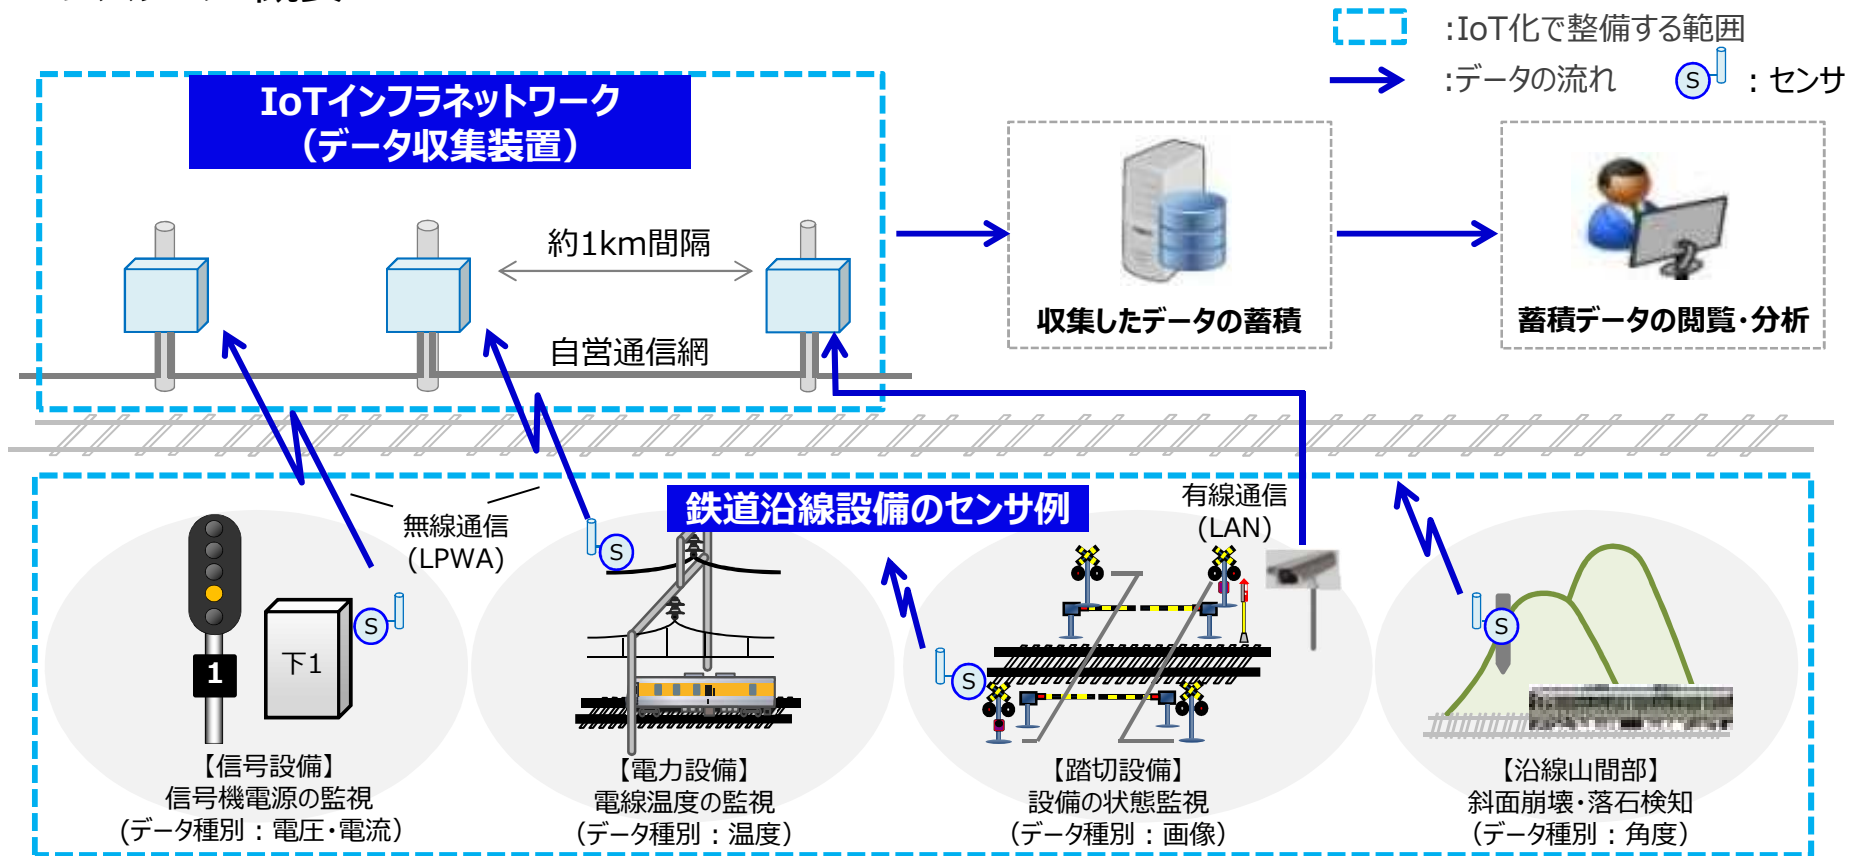 :IoT化で整備する範囲
:データの流れ
S
：センサ
IoTインフラネットワーク
（データ収集装置）
約1km間隔
自営通信網
収集したデータの蓄積
蓄積データの閲覧・分析
鉄道沿線設備のセンサ例
無線通信
(LPWA)
有線通信
(LAN)
S
S
S
S
1
下1
【信号設備】
信号機電源の監視
(データ種別：電圧・電流)
【電力設備】
電線温度の監視
(データ種別：温度)
【踏切設備】
設備の状態監視
(データ種別：画像)
【沿線山間部】
斜面崩壊・落石検知
(データ種別：角度)